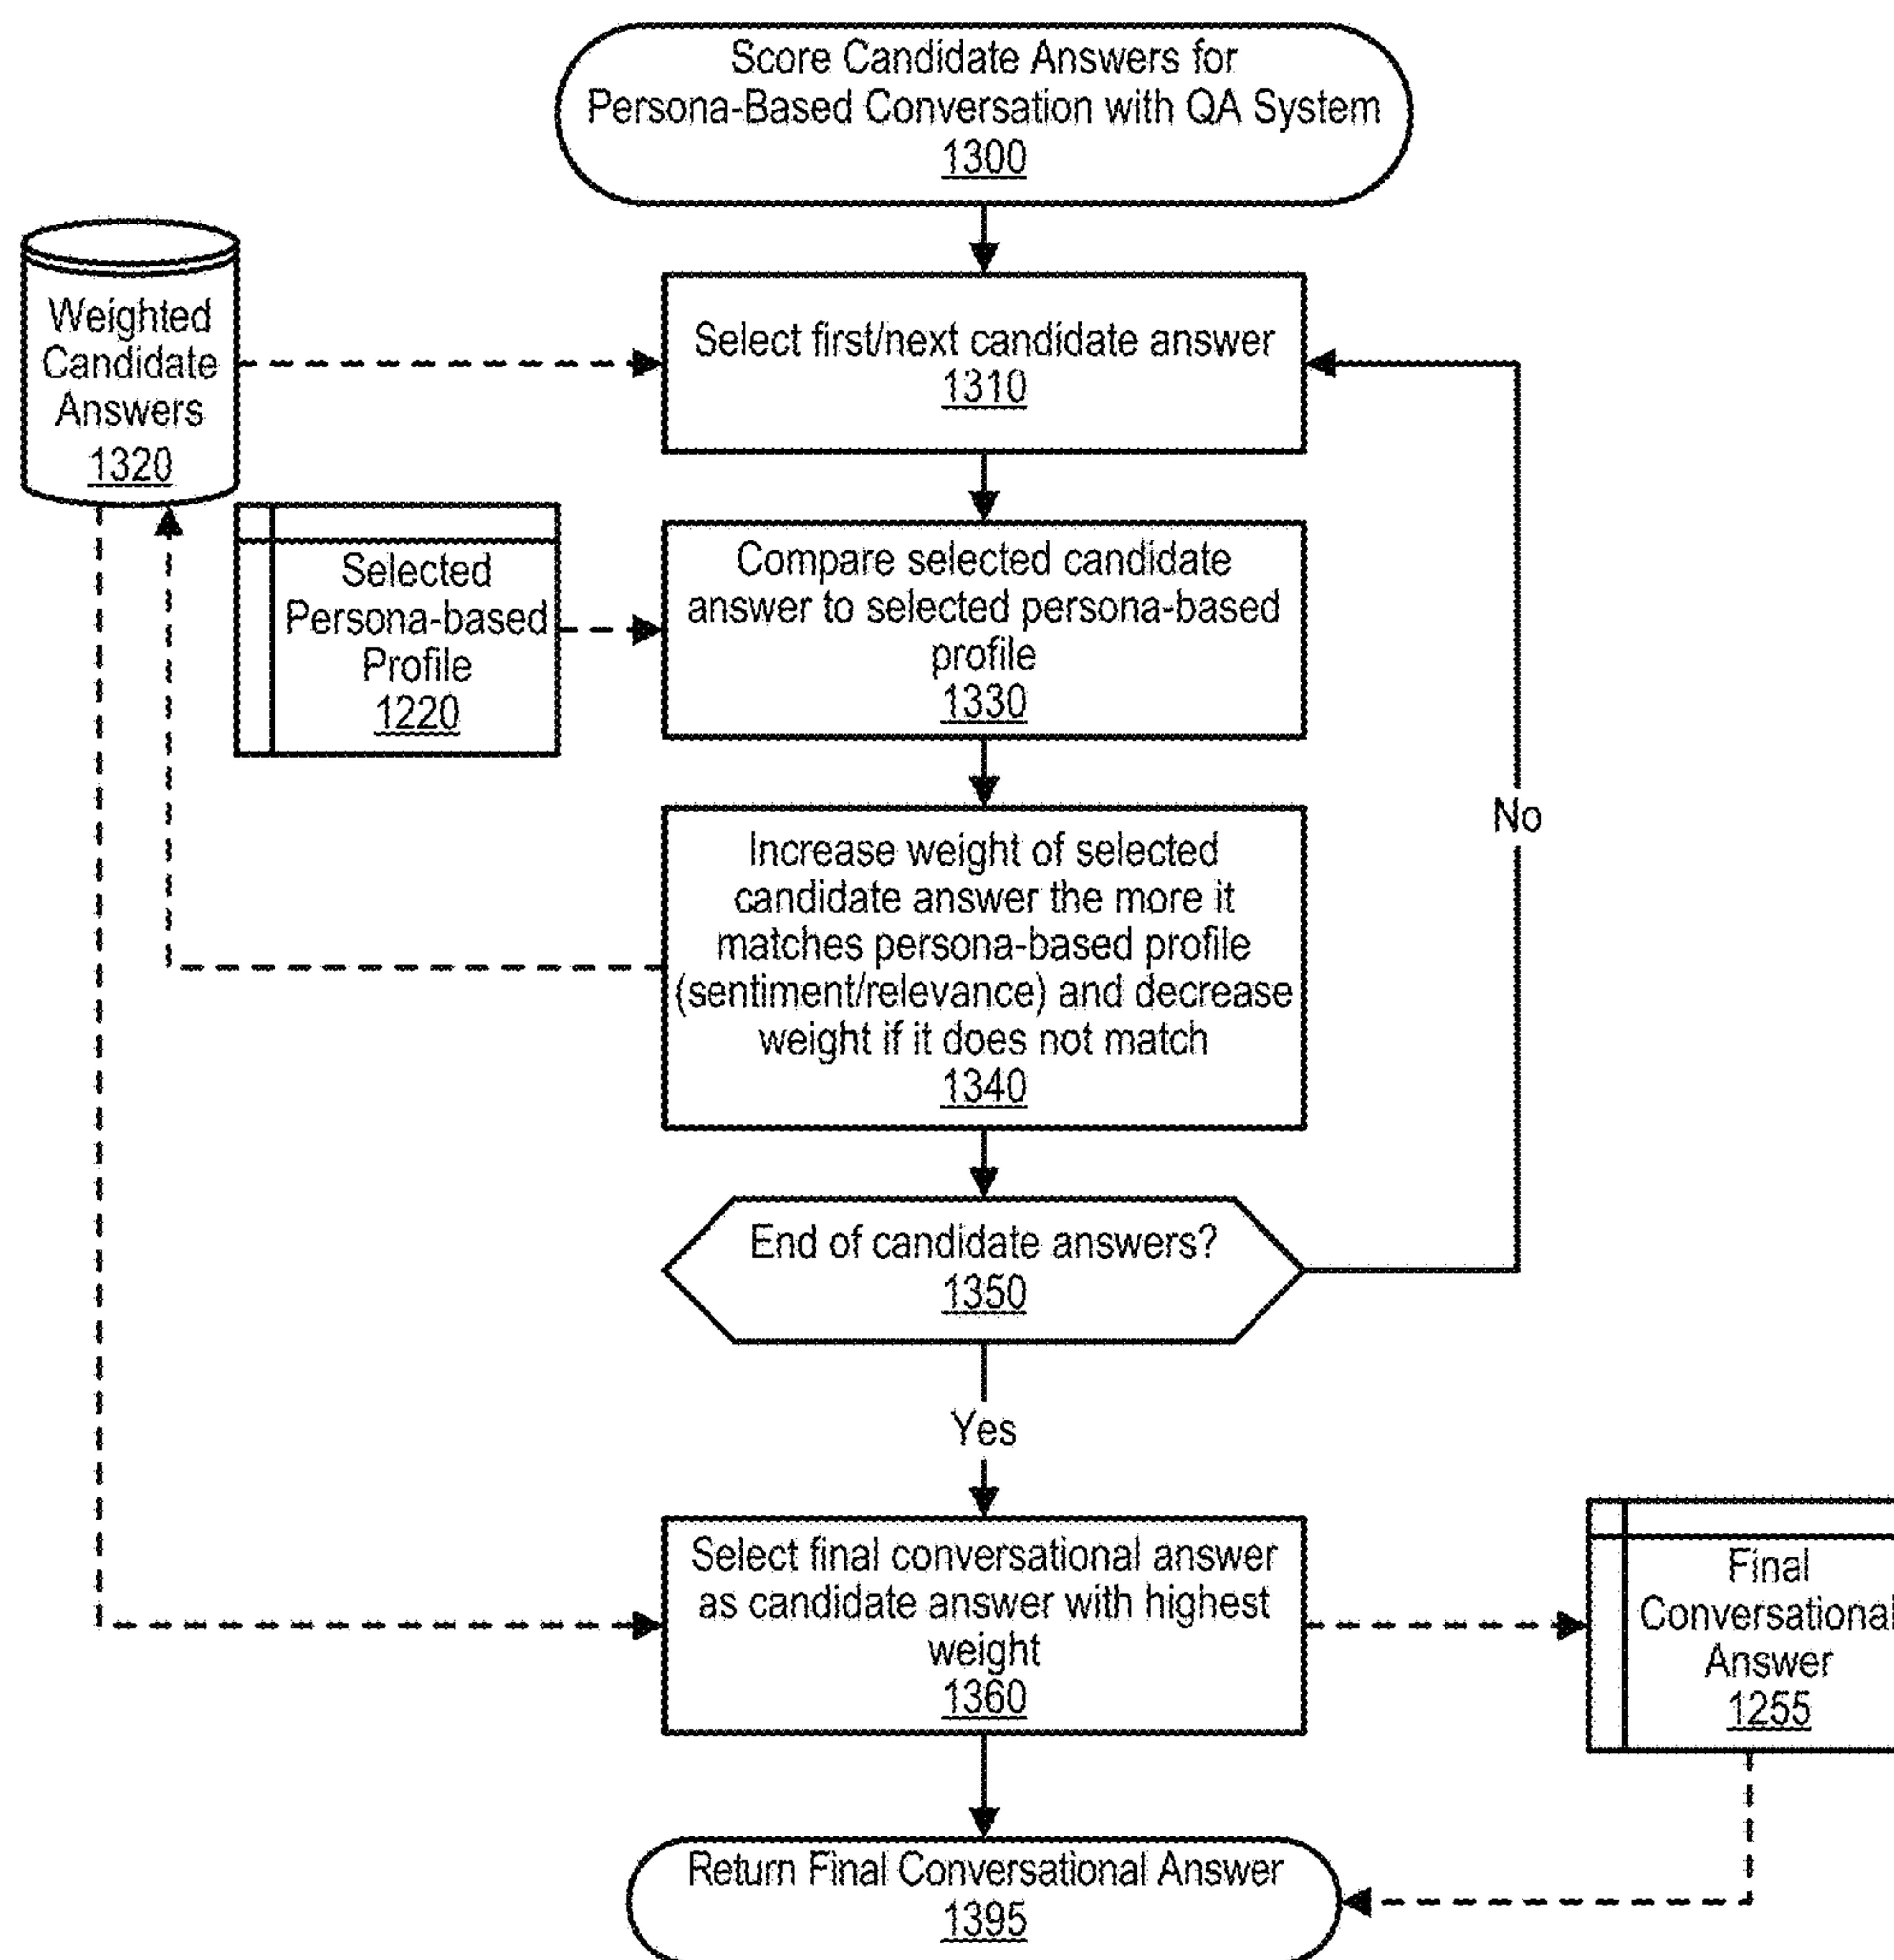 Score Candidate Answers for
Persona-Based Conversation with QA System
1300
Weighted
Candidate
Answers
1320
Select first/next candidate answer
1310
Selected
Persona-based
Profile
1220
Compare selected candidate
answer to selected persona-based
profile
1330
Increase weight of selected
candidate answer the more it
matches persona-based profile
(sentiment/relevance) and decrease
weight if it does not match
1340
No
End of candidate answers?
1350
Yes
Select final conversational answer
as candidate answer with highest
weight
1360
Final
Conversational
Answer
1255
Return Final Conversational Answer
1395